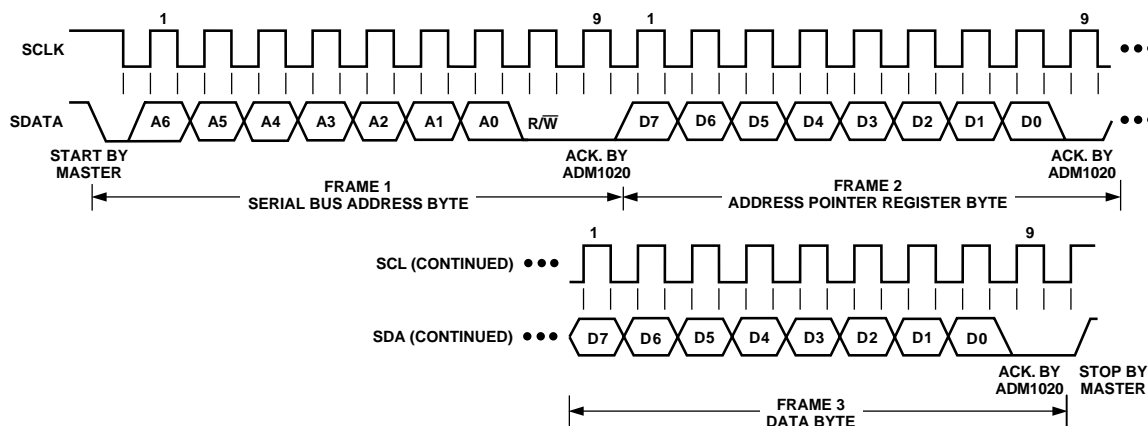 1 9 1 9
SCLK
SDATA A6 A5 A4 A3 A2 A1 A0 R/W̅ D7 D6 D5 D4 D3 D2 D1 D0
START BY
MASTER
ACK. BY
ADM1020
ACK. BY
ADM1020
FRAME 1
SERIAL BUS ADDRESS BYTE
FRAME 2
ADDRESS POINTER REGISTER BYTE
1 9
SCL (CONTINUED)
SDA (CONTINUED) D7 D6 D5 D4 D3 D2 D1 D0
ACK. BY
ADM1020
STOP BY
MASTER
FRAME 3
DATA BYTE